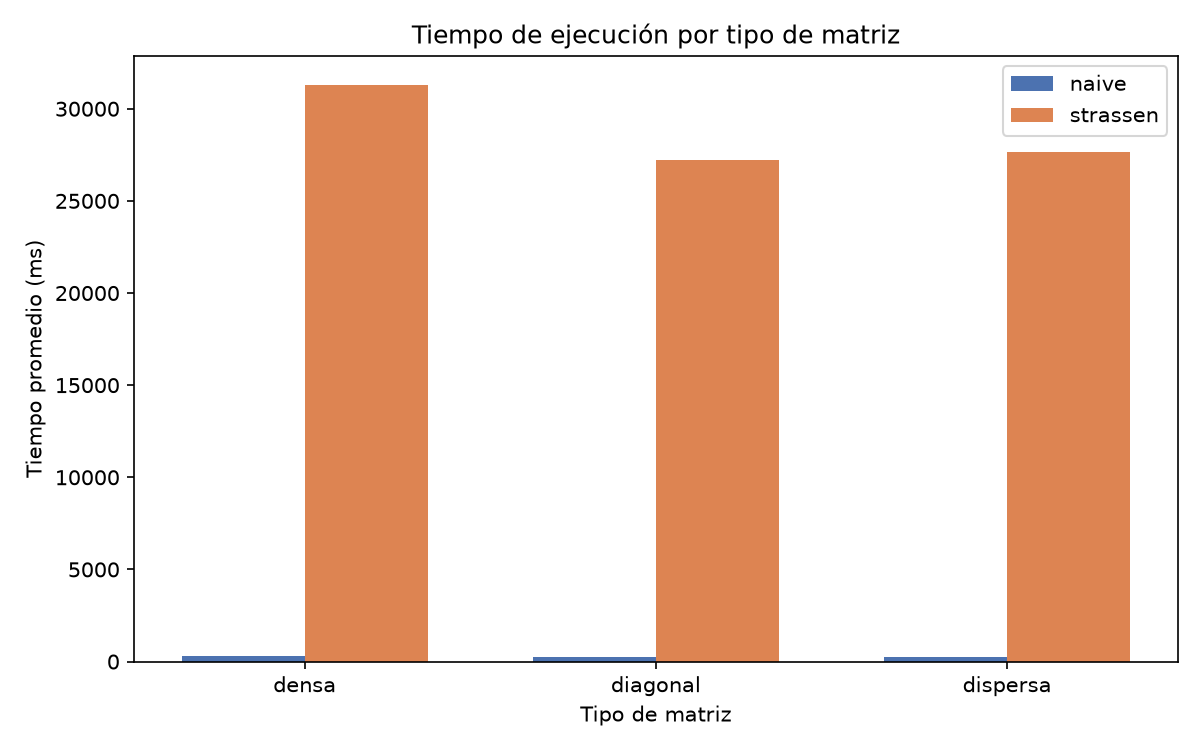 Tiempo de ejecución por tipo de matriz
naive
strassen
Tiempo promedio (ms)
30000
25000
20000
15000
10000
5000
0
densa
diagonal
dispersa
Tipo de matriz